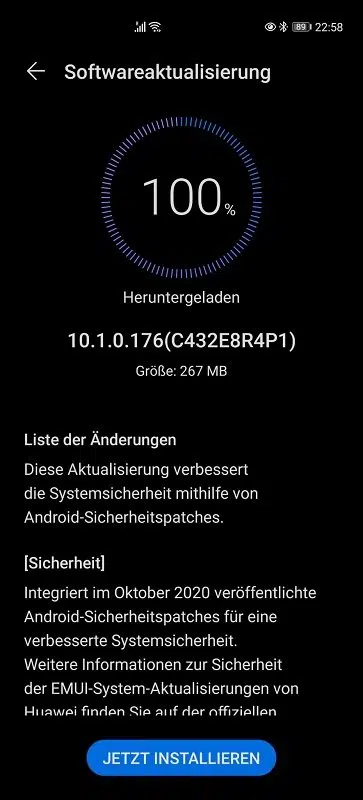 89 22:58
Softwareaktualisierung
100%
Heruntergeladen
10.1.0.176(C432E8R4P1)
Größe: 267 MB
Liste der Änderungen
Diese Aktualisierung verbessert
die Systemsicherheit mithilfe von
Android-Sicherheitspatches.
[Sicherheit]
Integriert im Oktober 2020 veröffentlichte
Android-Sicherheitspatches für eine
verbesserte Systemsicherheit.
Weitere Informationen zur Sicherheit
der EMUI-System-Aktualisierungen von
Huawei finden Sie auf der offiziellen
JETZT INSTALLIEREN